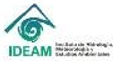 IDEAM
Instituto de Hidrología,
Meteorología y
Estudios Ambientales